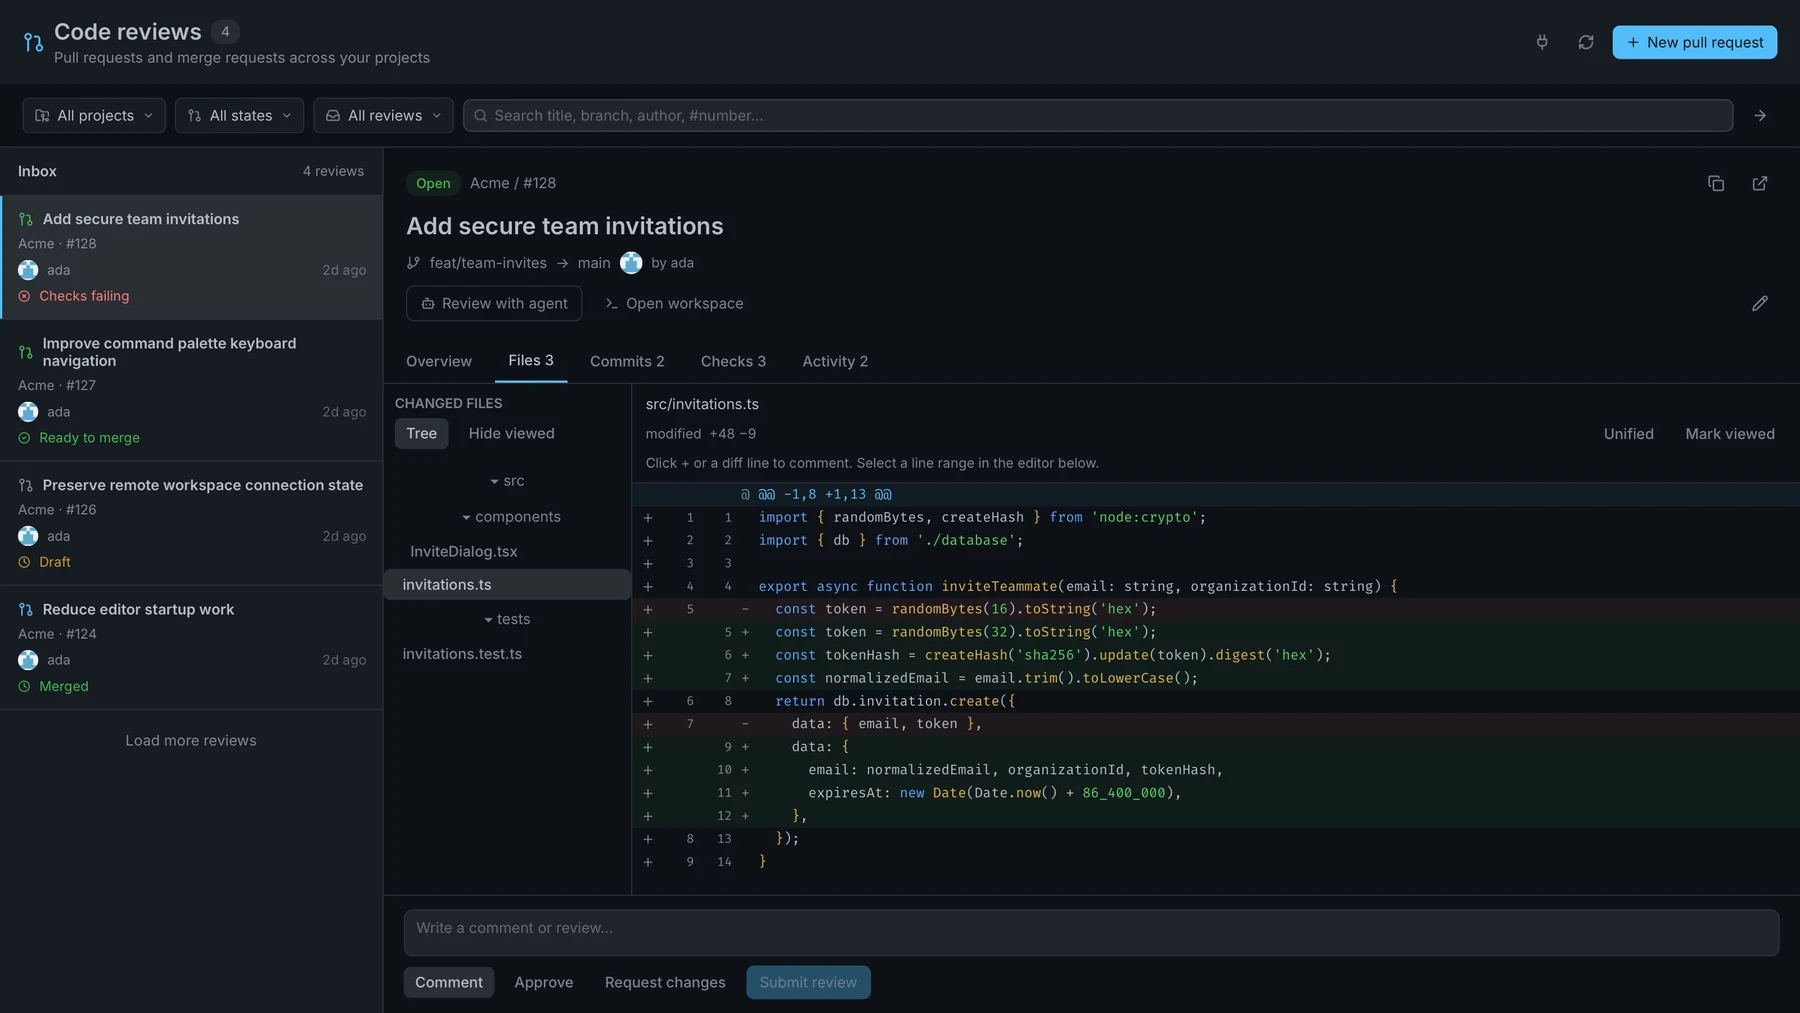 Code reviews 4
Pull requests and merge requests across your projects
+ New pull request
All projects
All states
All reviews
Search title, branch, author, #number...
Inbox
4 reviews
Add secure team invitations
Acme · #128
ada
2d ago
Checks failing
Improve command palette keyboard
navigation
Acme · #127
ada
2d ago
Ready to merge
Preserve remote workspace connection state
Acme · #126
ada
2d ago
Draft
Reduce editor startup work
Acme · #124
ada
2d ago
Merged
Load more reviews
Open Acme / #128
Add secure team invitations
feat/team-invites → main by ada
Review with agent
Open workspace
Overview Files 3 Commits 2 Checks 3 Activity 2
CHANGED FILES
Tree Hide viewed
src
components
InviteDialog.tsx
invitations.ts
tests
invitations.test.ts
src/invitations.ts
modified +48 −9
Unified Mark viewed
Click + or a diff line to comment. Select a line range in the editor below.
@ @@ -1,8 +1,13 @@
+ 1 1 import { randomBytes, createHash } from 'node:crypto';
+ 2 2 import { db } from './database';
+ 3 3
+ 4 4 export async function inviteTeammate(email: string, organizationId: string) {
+ 5 - const token = randomBytes(16).toString('hex');
+ 5 + const token = randomBytes(32).toString('hex');
+ 6 + const tokenHash = createHash('sha256').update(token).digest('hex');
+ 7 + const normalizedEmail = email.trim().toLowerCase();
+ 6 8 return db.invitation.create({
+ 7 - data: { email, token },
+ 9 + data: {
+ 10 + email: normalizedEmail, organizationId, tokenHash,
+ 11 + expiresAt: new Date(Date.now() + 86_400_000),
+ 12 + },
+ 8 13 });
+ 9 14 }
Write a comment or review...
Comment Approve Request changes Submit review